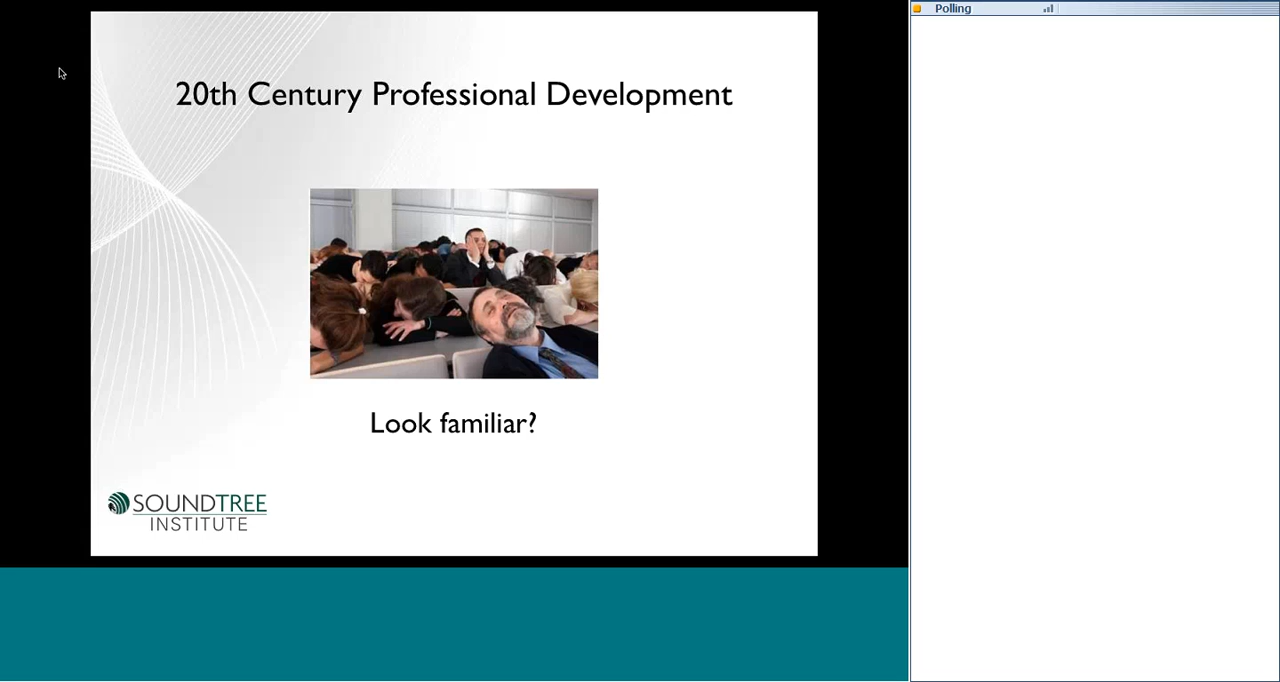 20th Century Professional Development
Look familiar?
SOUNDTREE
INSTITUTE
Polling